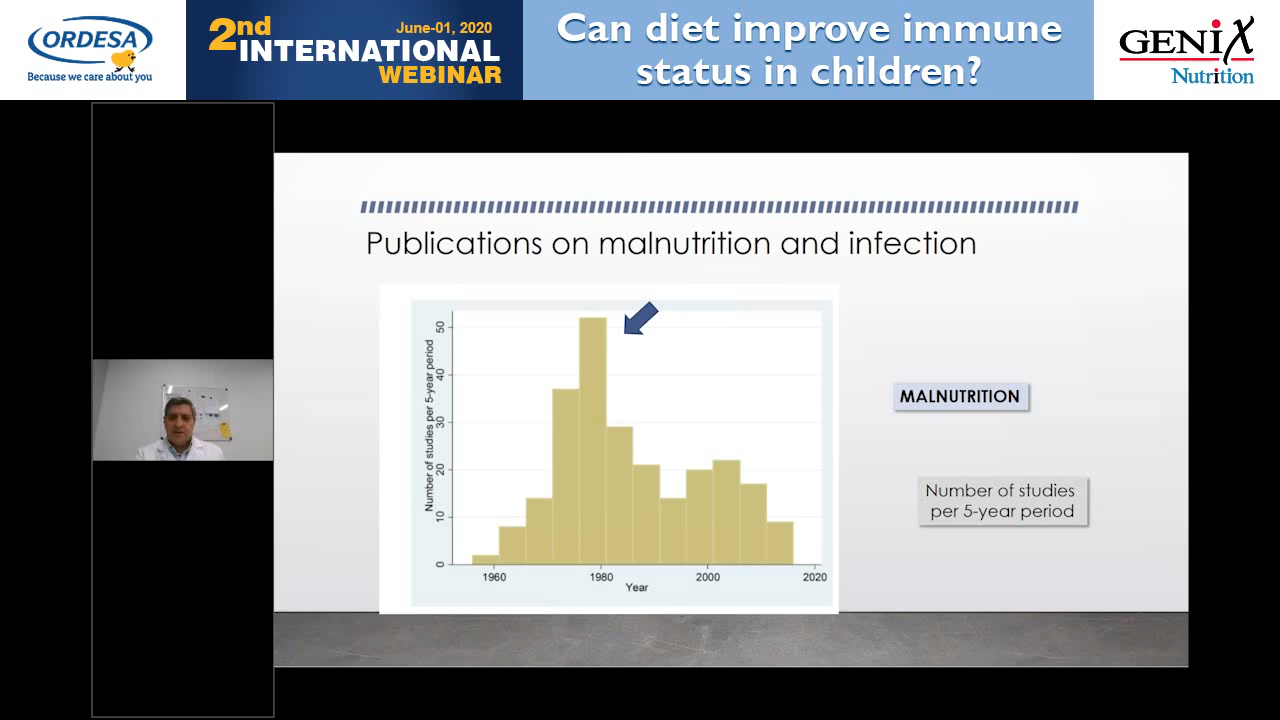 ORDESA
Because we care about you
2nd
June-01, 2020
INTERNATIONAL
WEBINAR
Can diet improve immune
status in children?
GENiX
Nutrition
Publications on malnutrition and infection
Number of studies per 5-year period
50
40
30
20
10
0
1960
1980
2000
2020
Year
MALNUTRITION
Number of studies
per 5-year period